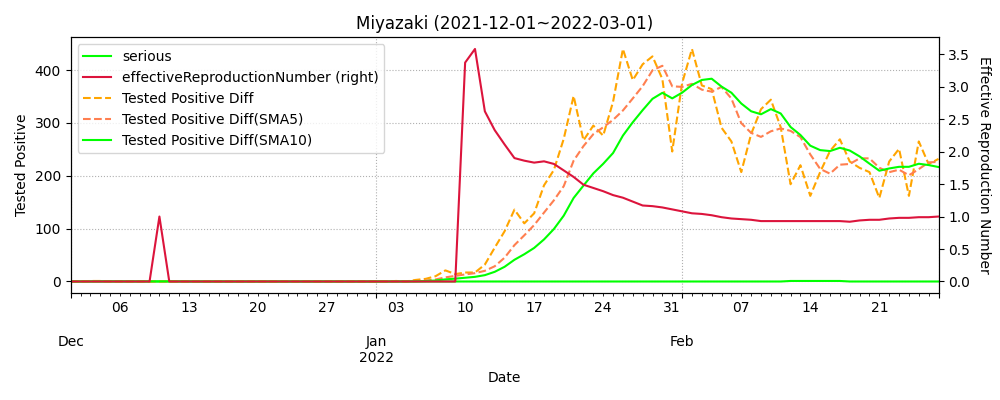 Miyazaki (2021-12-01~2022-03-01)
serious
effectiveReproductionNumber (right)
Tested Positive Diff
Tested Positive Diff(SMA5)
Tested Positive Diff(SMA10)
Tested Positive
400
300
200
100
0
3.5
3.0
2.5
2.0
1.5
1.0
0.5
0.0
Effective Reproduction Number
06 13 20 27 03 10 17 24 31 07 14 21
Dec Jan Feb
2022
Date